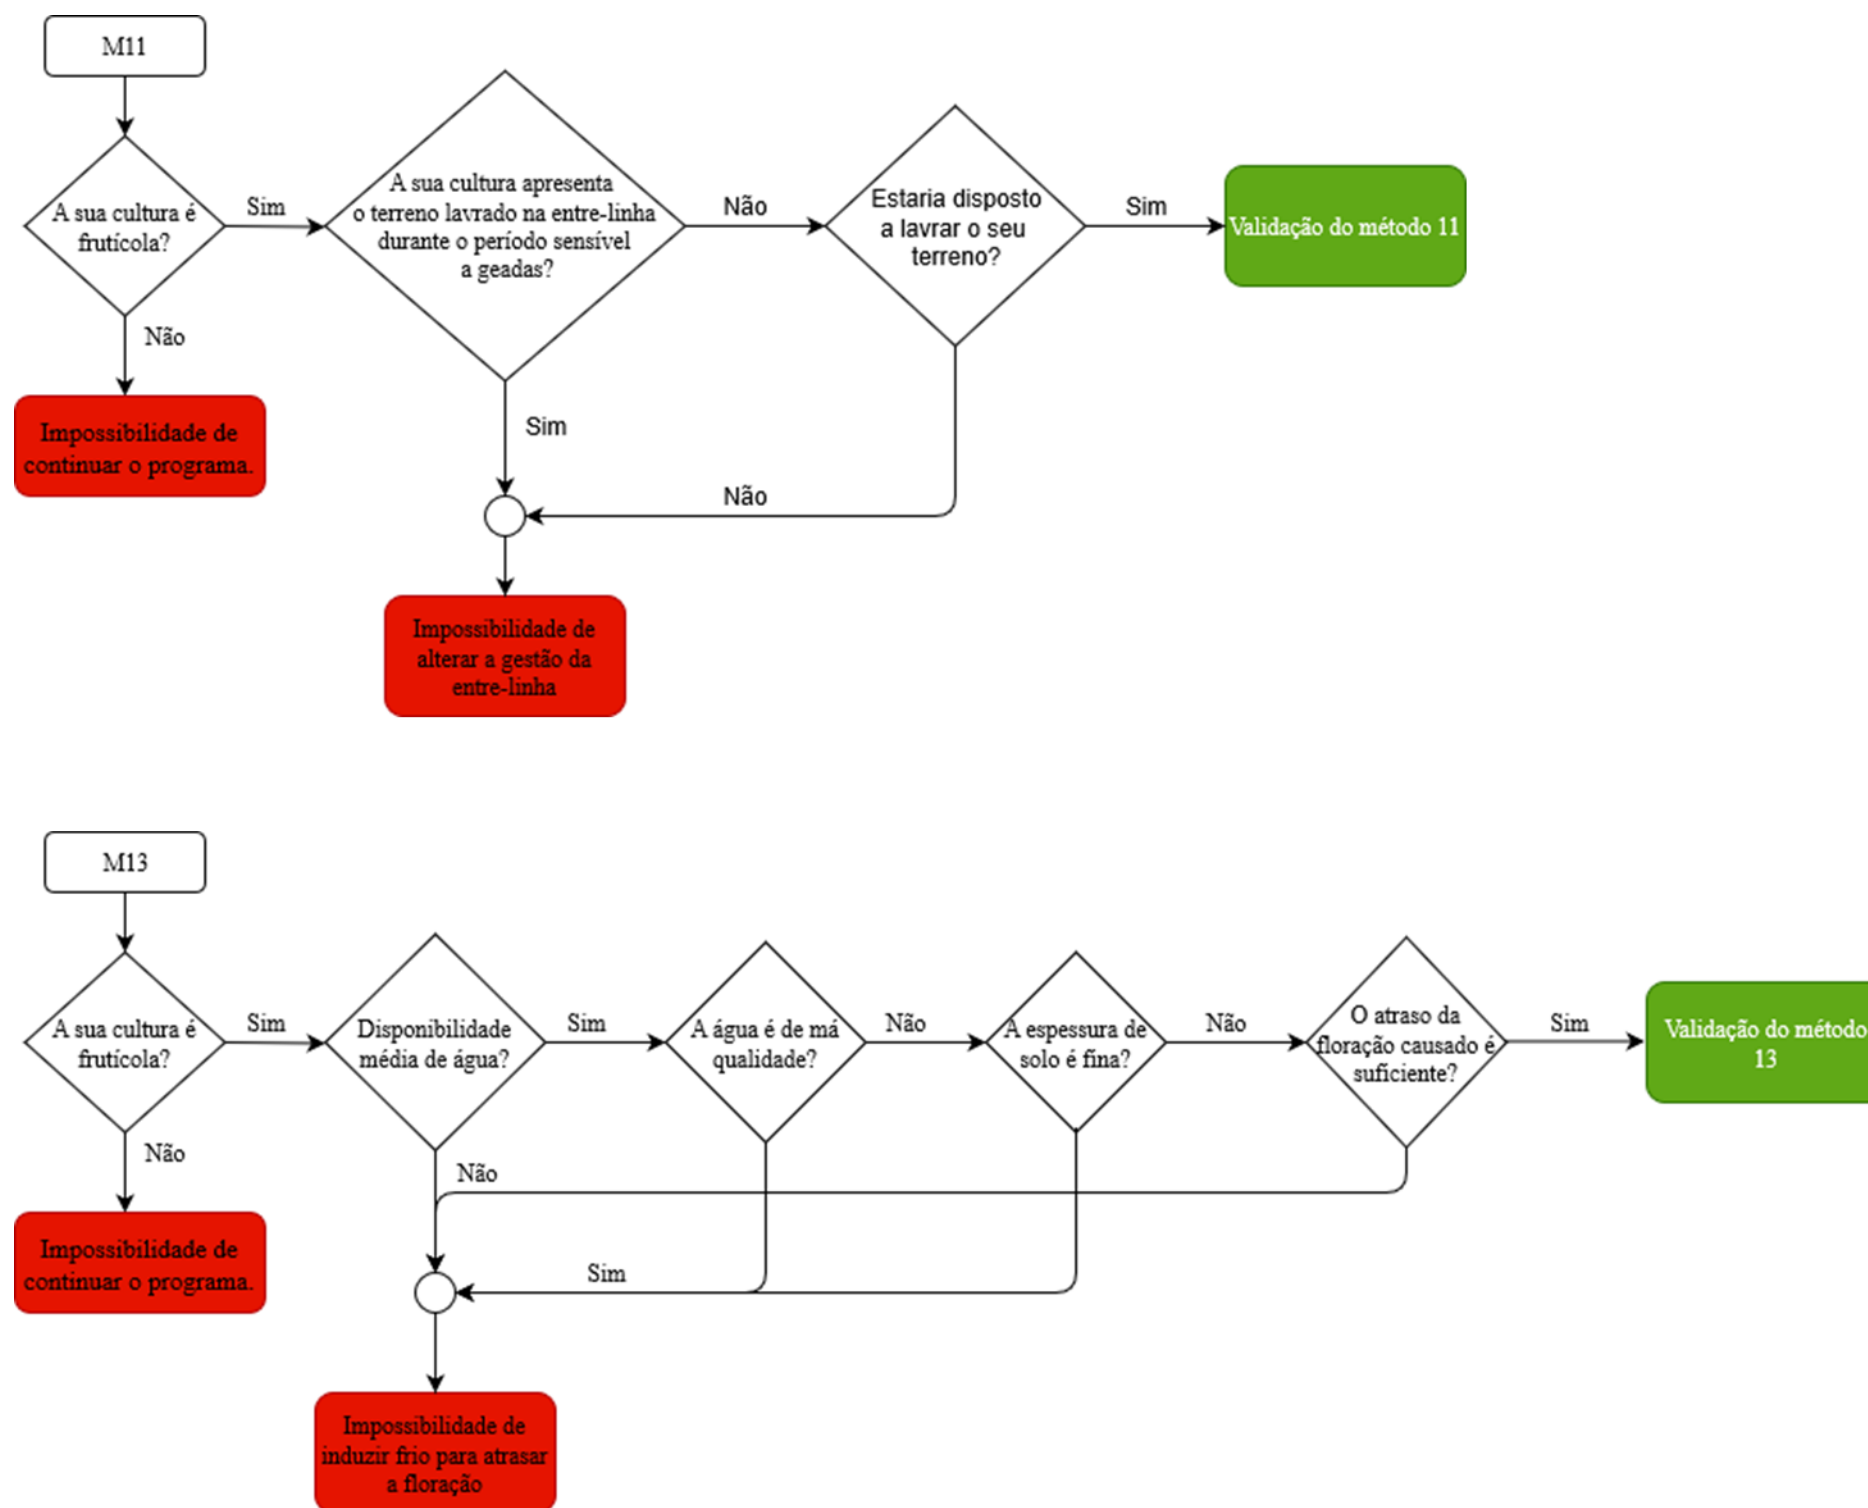 M11
A sua cultura é
frutícola?
Sim
A sua cultura apresenta
o terreno lavrado na entre-linha
durante o período sensível
a geadas?
Não
Estaria disposto
a lavrar o seu
terreno?
Sim
Validação do método 11
Não
Impossibilidade de
continuar o programa.
Sim
Não
Impossibilidade de
alterar a gestão da
entre-linha
M13
A sua cultura é
frutícola?
Sim
Disponibilidade
média de água?
Sim
A água é de má
qualidade?
Não
A espessura de
solo é fína?
Não
O atraso da
floração causado é
suficiente?
Sim
Validação do método
13
Não
Não
Impossibilidade de
continuar o programa.
Sim
Impossibilidade de
induzir frio para atrasar
a floração